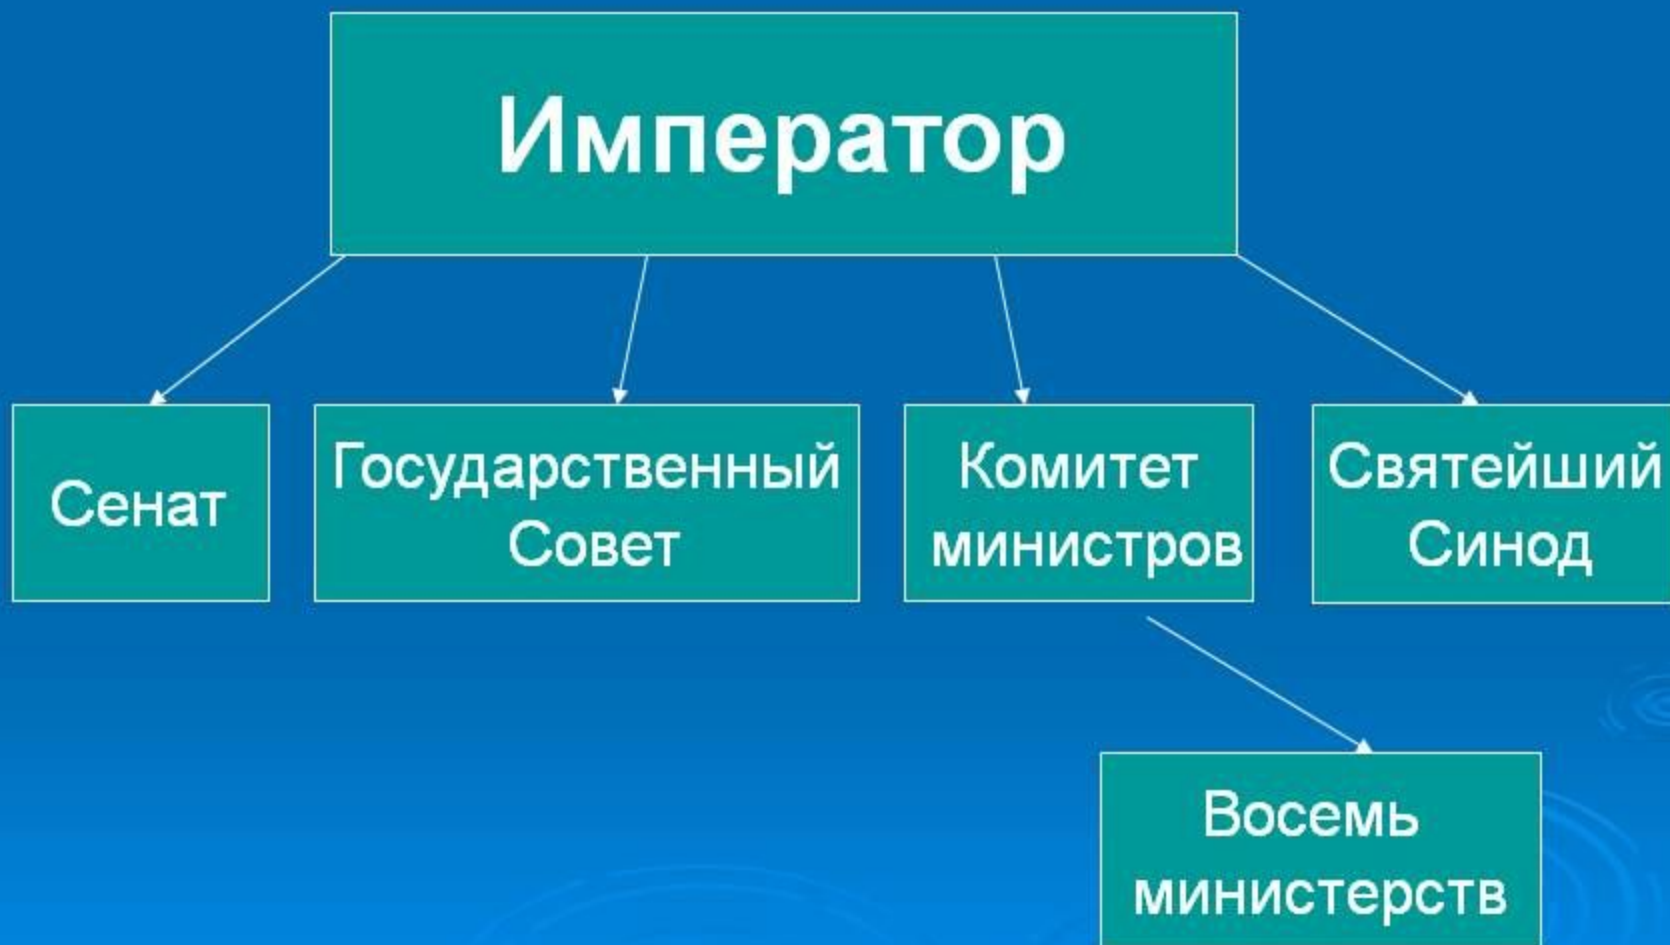 Император
Сенат
Государственный
Совет
Комитет
министров
Святейший
Синод
Восемь
министерств